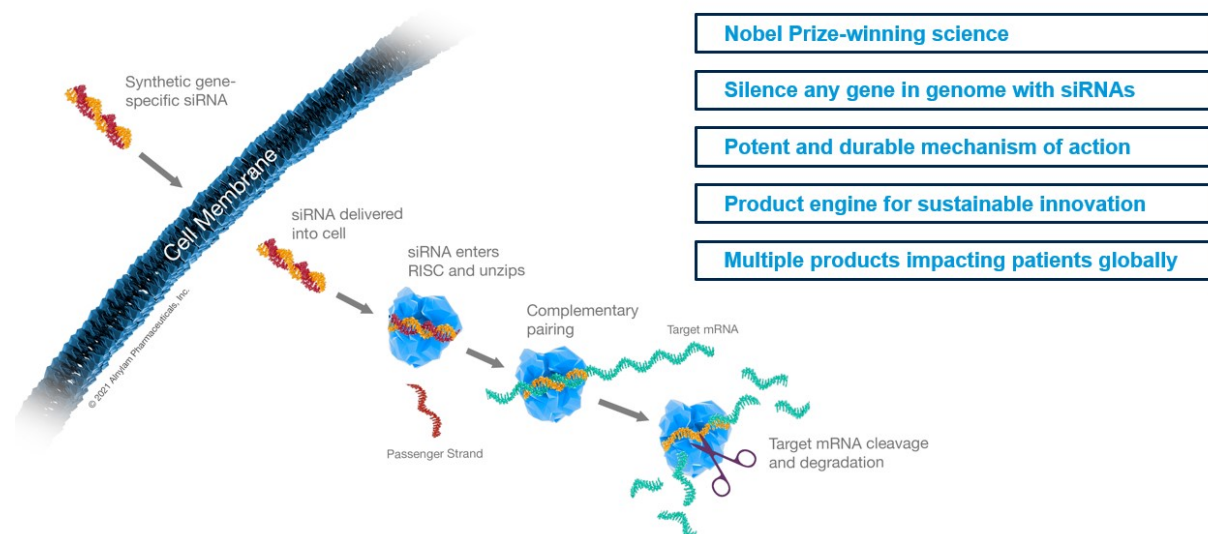 Synthetic gene-
specific siRNA
Cell Membrane
© 2021 Alnylam Pharmaceuticals, Inc.
siRNA delivered
into cell
siRNA enters
RISC and unzips
Passenger Strand
Complementary
pairing
Target mRNA
Target mRNA cleavage
and degradation
Nobel Prize-winning science
Silence any gene in genome with siRNAs
Potent and durable mechanism of action
Product engine for sustainable innovation
Multiple products impacting patients globally